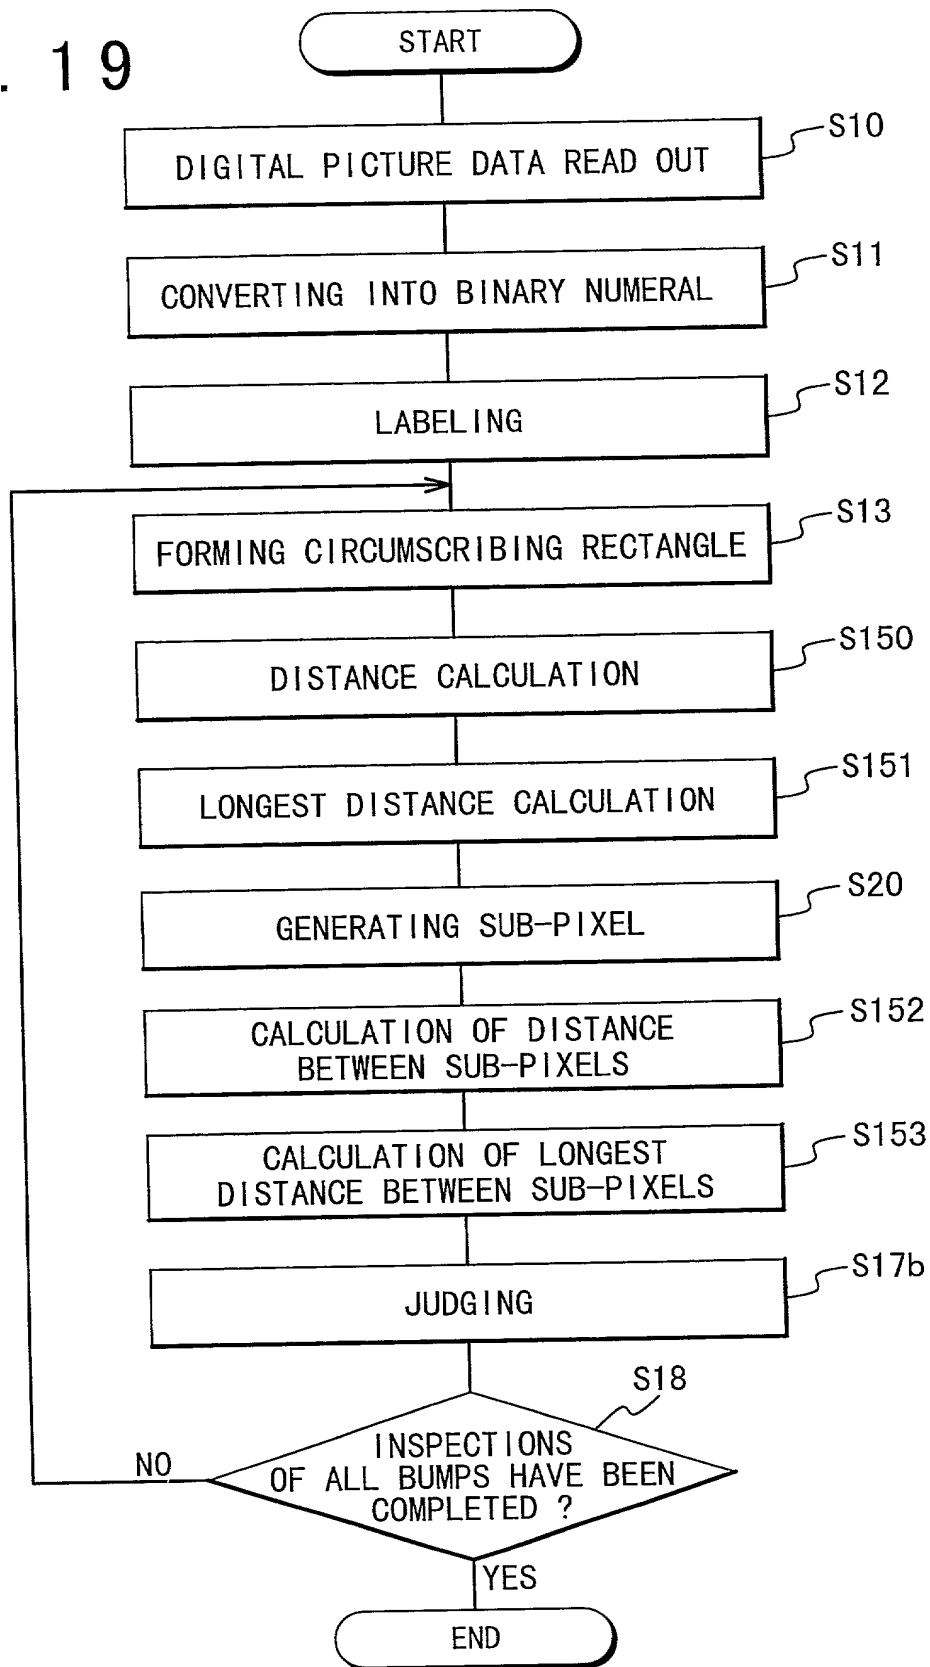 . 19
START
DIGITAL PICTURE DATA READ OUT
S10
CONVERTING INTO BINARY NUMERAL
S11
LABELING
S12
FORMING CIRCUMSCRIBING RECTANGLE
S13
DISTANCE CALCULATION
S150
LONGEST DISTANCE CALCULATION
S151
GENERATING SUB-PIXEL
S20
CALCULATION OF DISTANCE
BETWEEN SUB-PIXELS
S152
CALCULATION OF LONGEST
DISTANCE BETWEEN SUB-PIXELS
S153
JUDGING
S17b
S18
INSPECTIONS
OF ALL BUMPS HAVE BEEN
COMPLETED ?
NO
YES
END